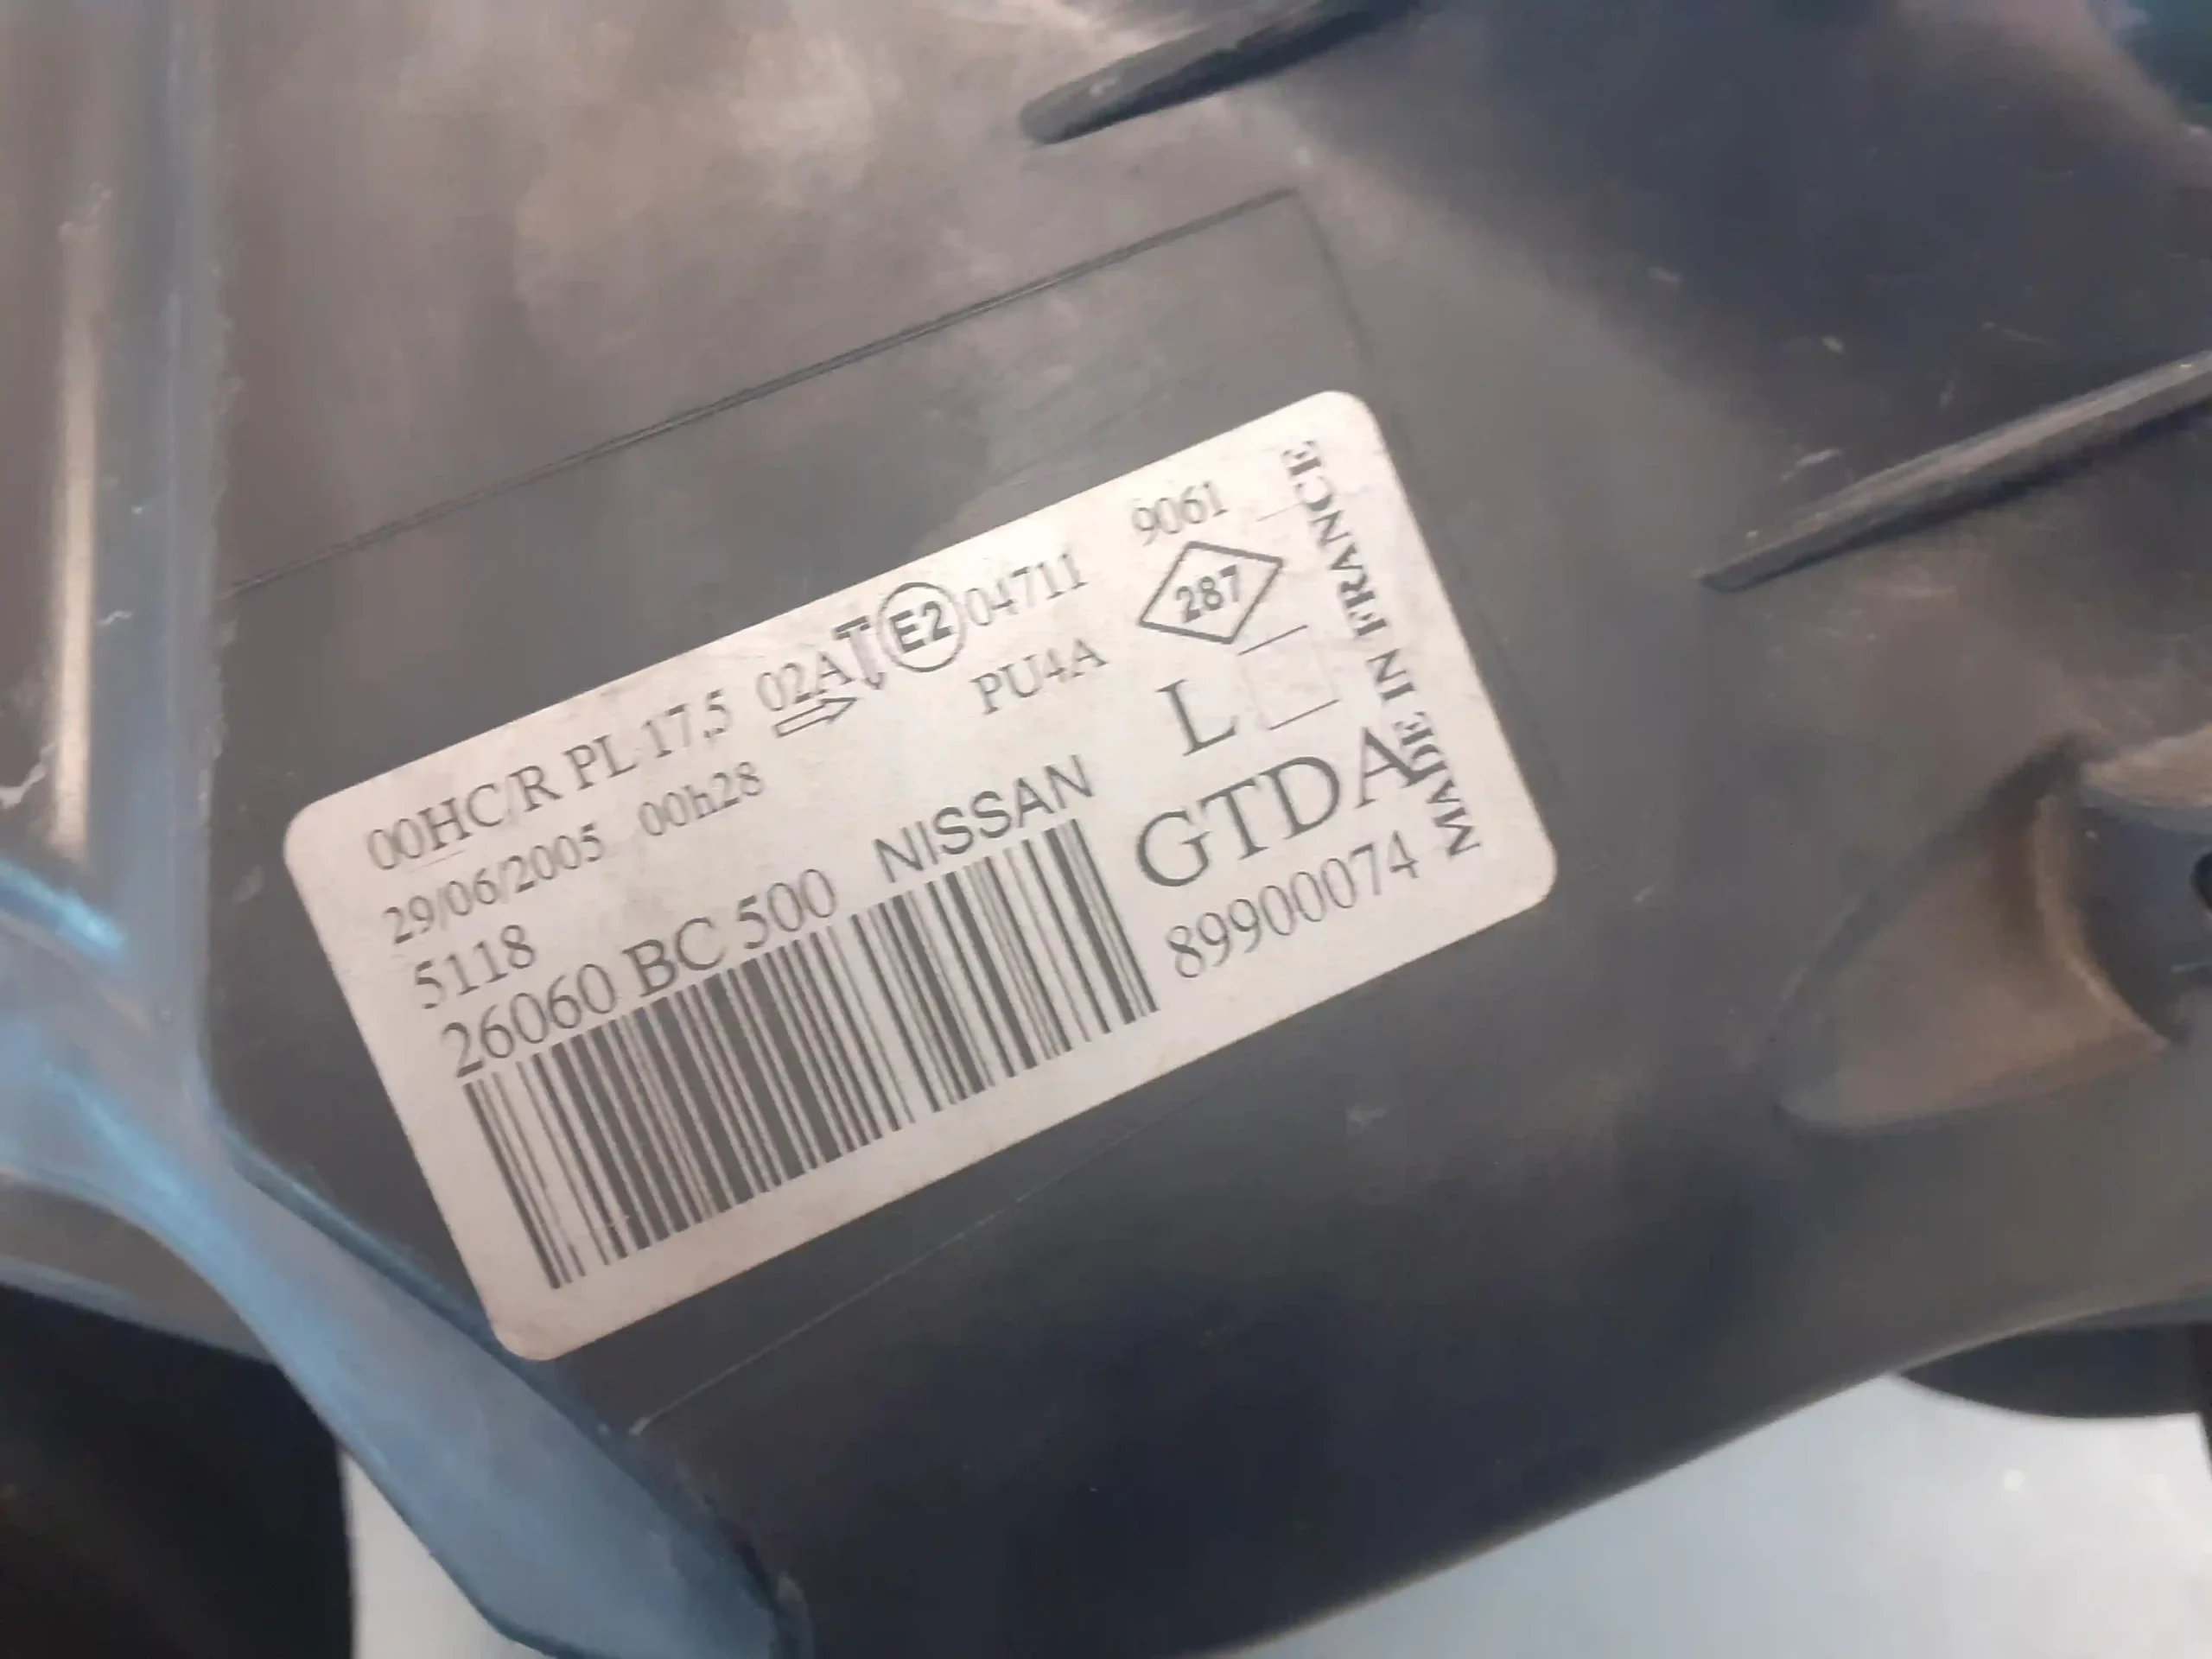 00HC/R PL 17,5 02A E2 04711 9061
29/06/2005 00h28 PU4A 287
5118
26060 BC 500 NISSAN L
GTDA
89900074
MADE IN FRANCE